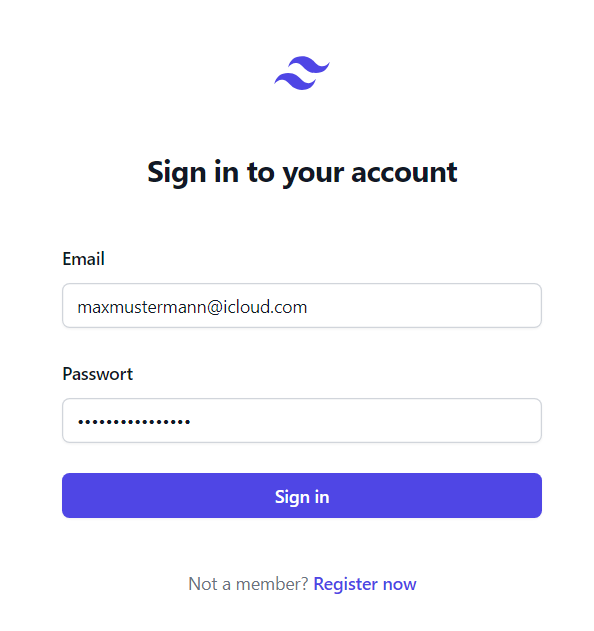 Sign in to your account
Email
maxmustermann@icloud.com
Passwort
••••••••••••••••
Sign in
Not a member? Register now